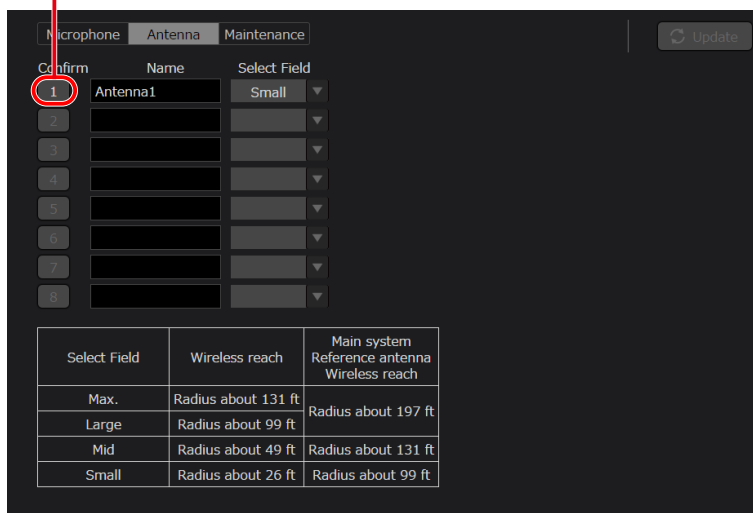 Microphone Antenna Maintenance Update
Confirm Name Select Field
1 Antenna1 Small
2
3
4
5
6
7
8
Select Field Wireless reach Main system
Reference antenna
Wireless reach
Max. Radius about 131 ft Radius about 197 ft
Large Radius about 99 ft
Mid Radius about 49 ft Radius about 131 ft
Small Radius about 26 ft Radius about 99 ft